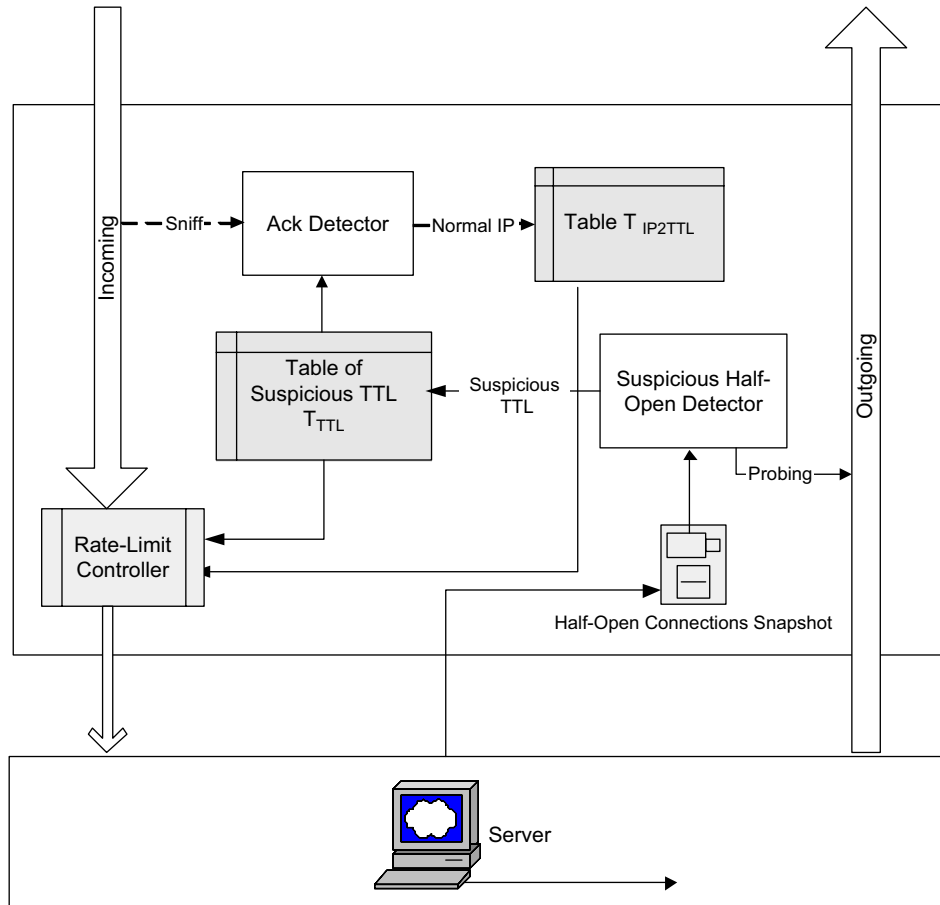 Incoming
Sniff
Ack Detector
Normal IP
Table T IP2TTL
Outgoing
Table of
Suspicious TTL
TTTL
Suspicious
TTL
Suspicious Half-
Open Detector
Probing
Rate-Limit
Controller
Half-Open Connections Snapshot
Server